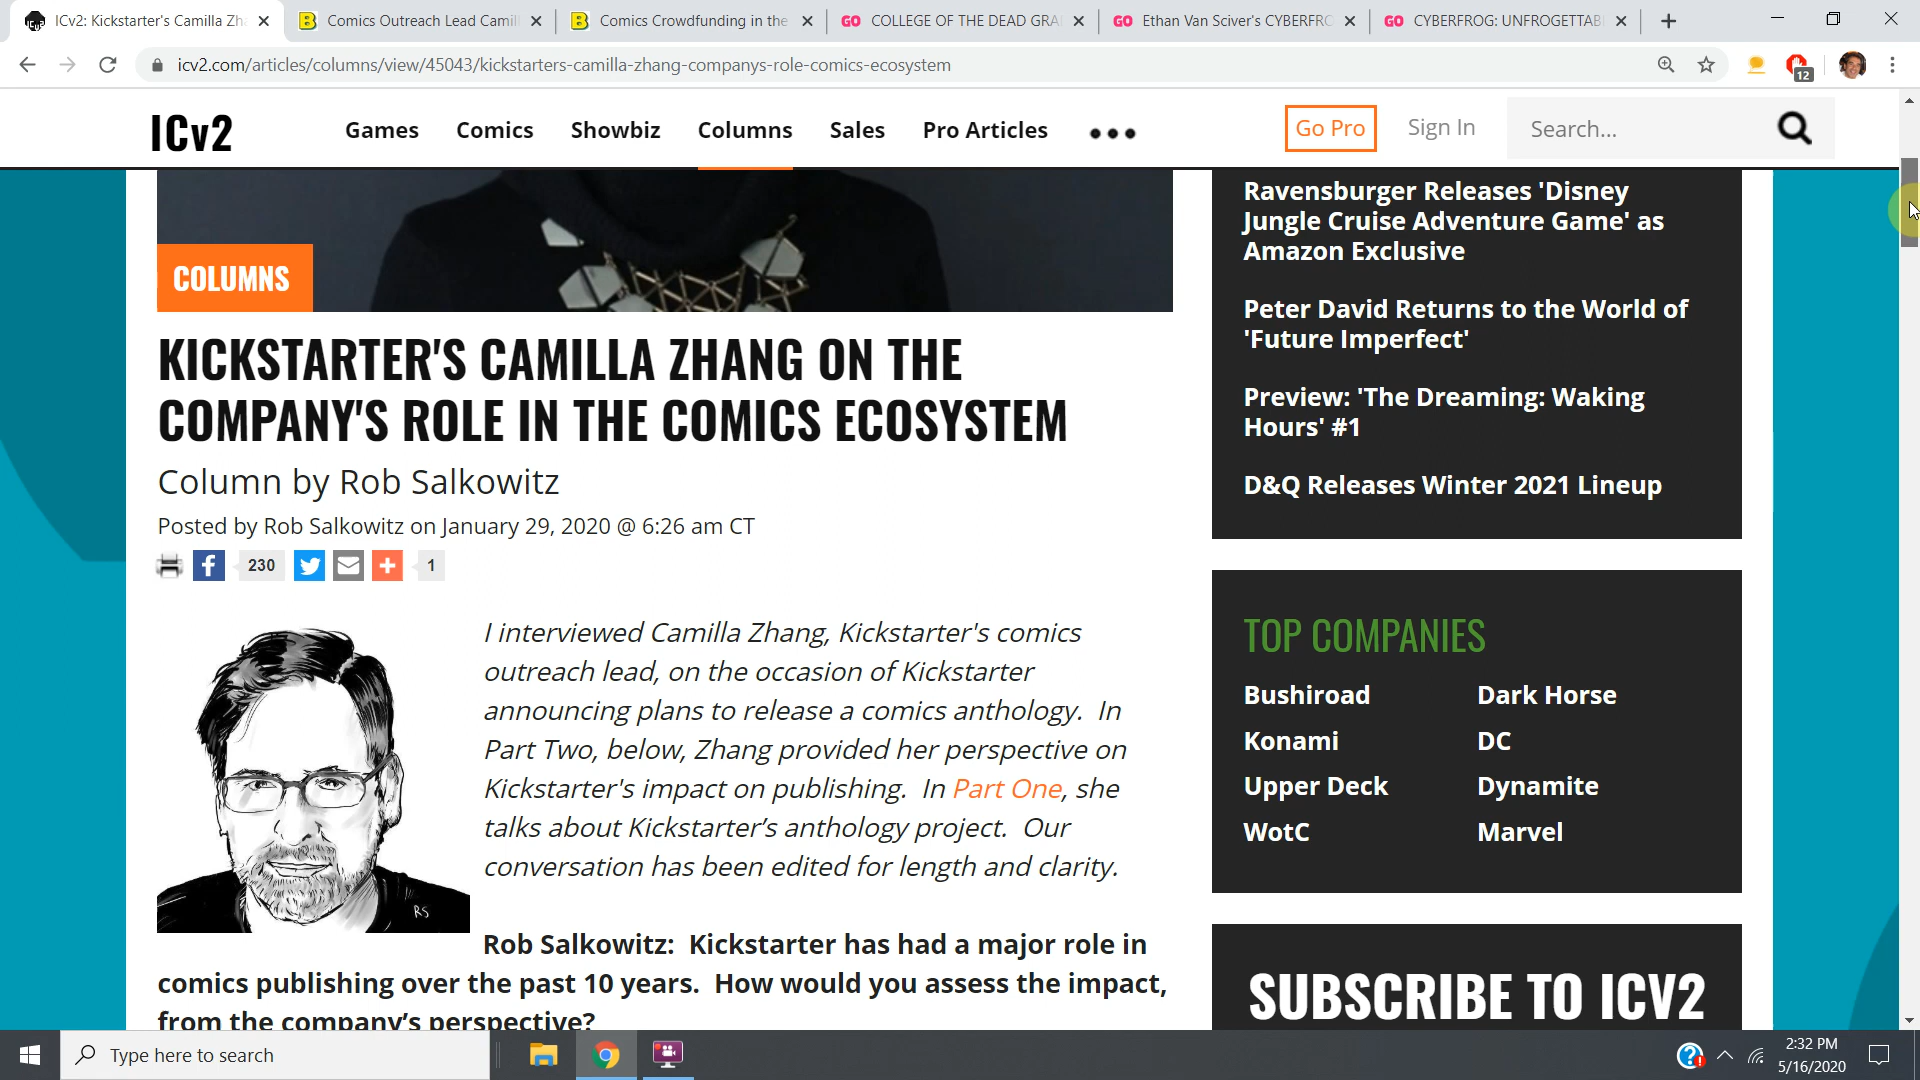 ICv2: Kickstarter's Camilla Zh
Comics Outreach Lead Camil
Comics Crowdfunding in the
GO COLLEGE OF THE DEAD GRA
GO Ethan Van Sciver's CYBERFRO
GO CYBERFROG: UNFROGETTAB
icv2.com/articles/columns/view/45043/kickstarters-camilla-zhang-companys-role-comics-ecosystem
12
ICv2
Games
Comics
Showbiz
Columns
Sales
Pro Articles
Go Pro
Sign In
Search...
COLUMNS
KICKSTARTER'S CAMILLA ZHANG ON THE
COMPANY'S ROLE IN THE COMICS ECOSYSTEM
Column by Rob Salkowitz
Posted by Rob Salkowitz on January 29, 2020 @ 6:26 am CT
230
1
RS
I interviewed Camilla Zhang, Kickstarter's comics
outreach lead, on the occasion of Kickstarter
announcing plans to release a comics anthology.  In
Part Two, below, Zhang provided her perspective on
Kickstarter's impact on publishing.  In Part One, she
talks about Kickstarter’s anthology project.  Our
conversation has been edited for length and clarity.
Rob Salkowitz:  Kickstarter has had a major role in
comics publishing over the past 10 years.  How would you assess the impact,
from the company’s perspective?
Ravensburger Releases 'Disney
Jungle Cruise Adventure Game' as
Amazon Exclusive
Peter David Returns to the World of
'Future Imperfect'
Preview: 'The Dreaming: Waking
Hours' #1
D&Q Releases Winter 2021 Lineup
TOP COMPANIES
Bushiroad
Dark Horse
Konami
DC
Upper Deck
Dynamite
WotC
Marvel
SUBSCRIBE TO ICV2
Type here to search
2:32 PM
5/16/2020